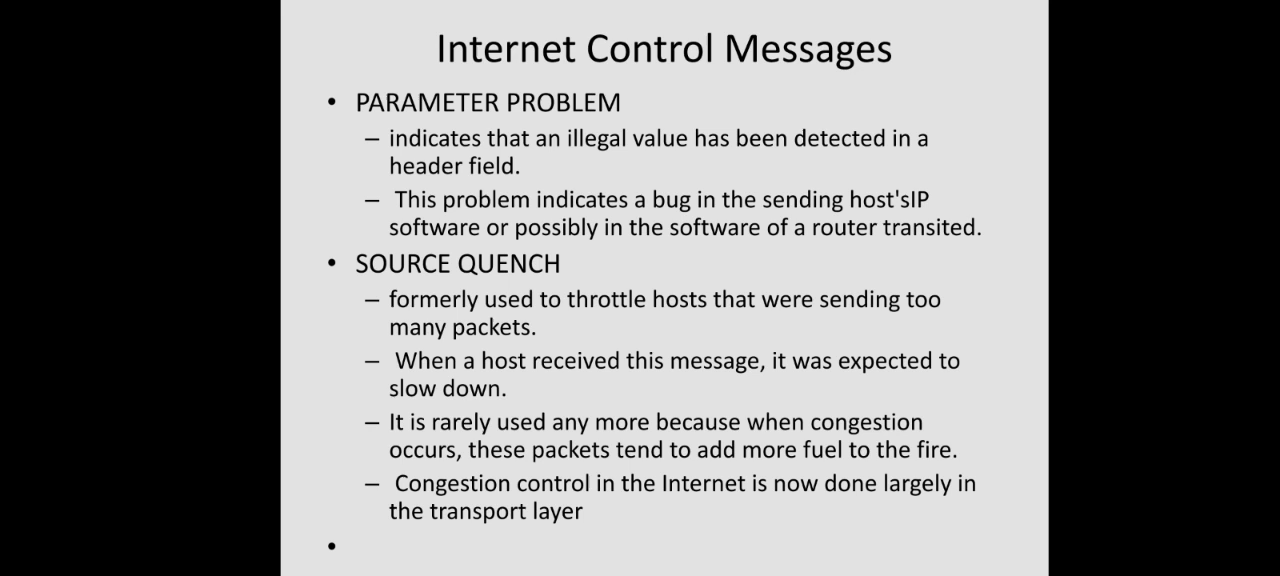 Internet Control Messages
• PARAMETER PROBLEM
– indicates that an illegal value has been detected in a
header field.
– This problem indicates a bug in the sending host'sIP
software or possibly in the software of a router transited.
• SOURCE QUENCH
– formerly used to throttle hosts that were sending too
many packets.
– When a host received this message, it was expected to
slow down.
– It is rarely used any more because when congestion
occurs, these packets tend to add more fuel to the fire.
– Congestion control in the Internet is now done largely in
the transport layer
•